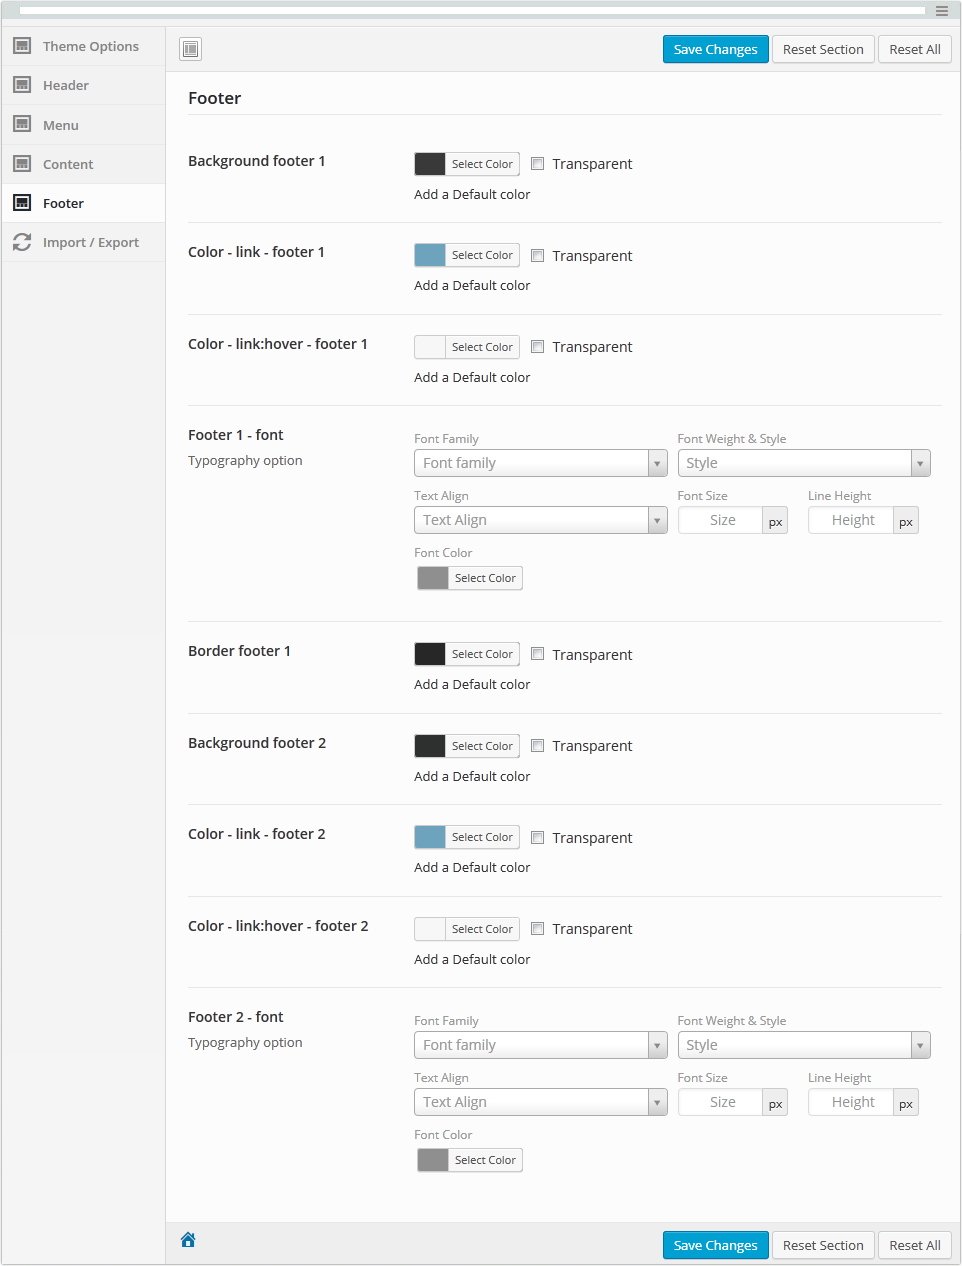 Theme Options
Header
Menu
Content
Footer
Import / Export
Save Changes Reset Section Reset All
Footer
Background footer 1 Select Color Transparent
Add a Default color
Color - link - footer 1 Select Color Transparent
Add a Default color
Color - link:hover - footer 1 Select Color Transparent
Add a Default color
Footer 1 - font
Typography option
Font Family Font Weight & Style
Font family Style
Text Align Font Size Line Height
Text Align Size px Height px
Font Color
Select Color
Border footer 1 Select Color Transparent
Add a Default color
Background footer 2 Select Color Transparent
Add a Default color
Color - link - footer 2 Select Color Transparent
Add a Default color
Color - link:hover - footer 2 Select Color Transparent
Add a Default color
Footer 2 - font
Typography option
Font Family Font Weight & Style
Font family Style
Text Align Font Size Line Height
Text Align Size px Height px
Font Color
Select Color
Save Changes Reset Section Reset All